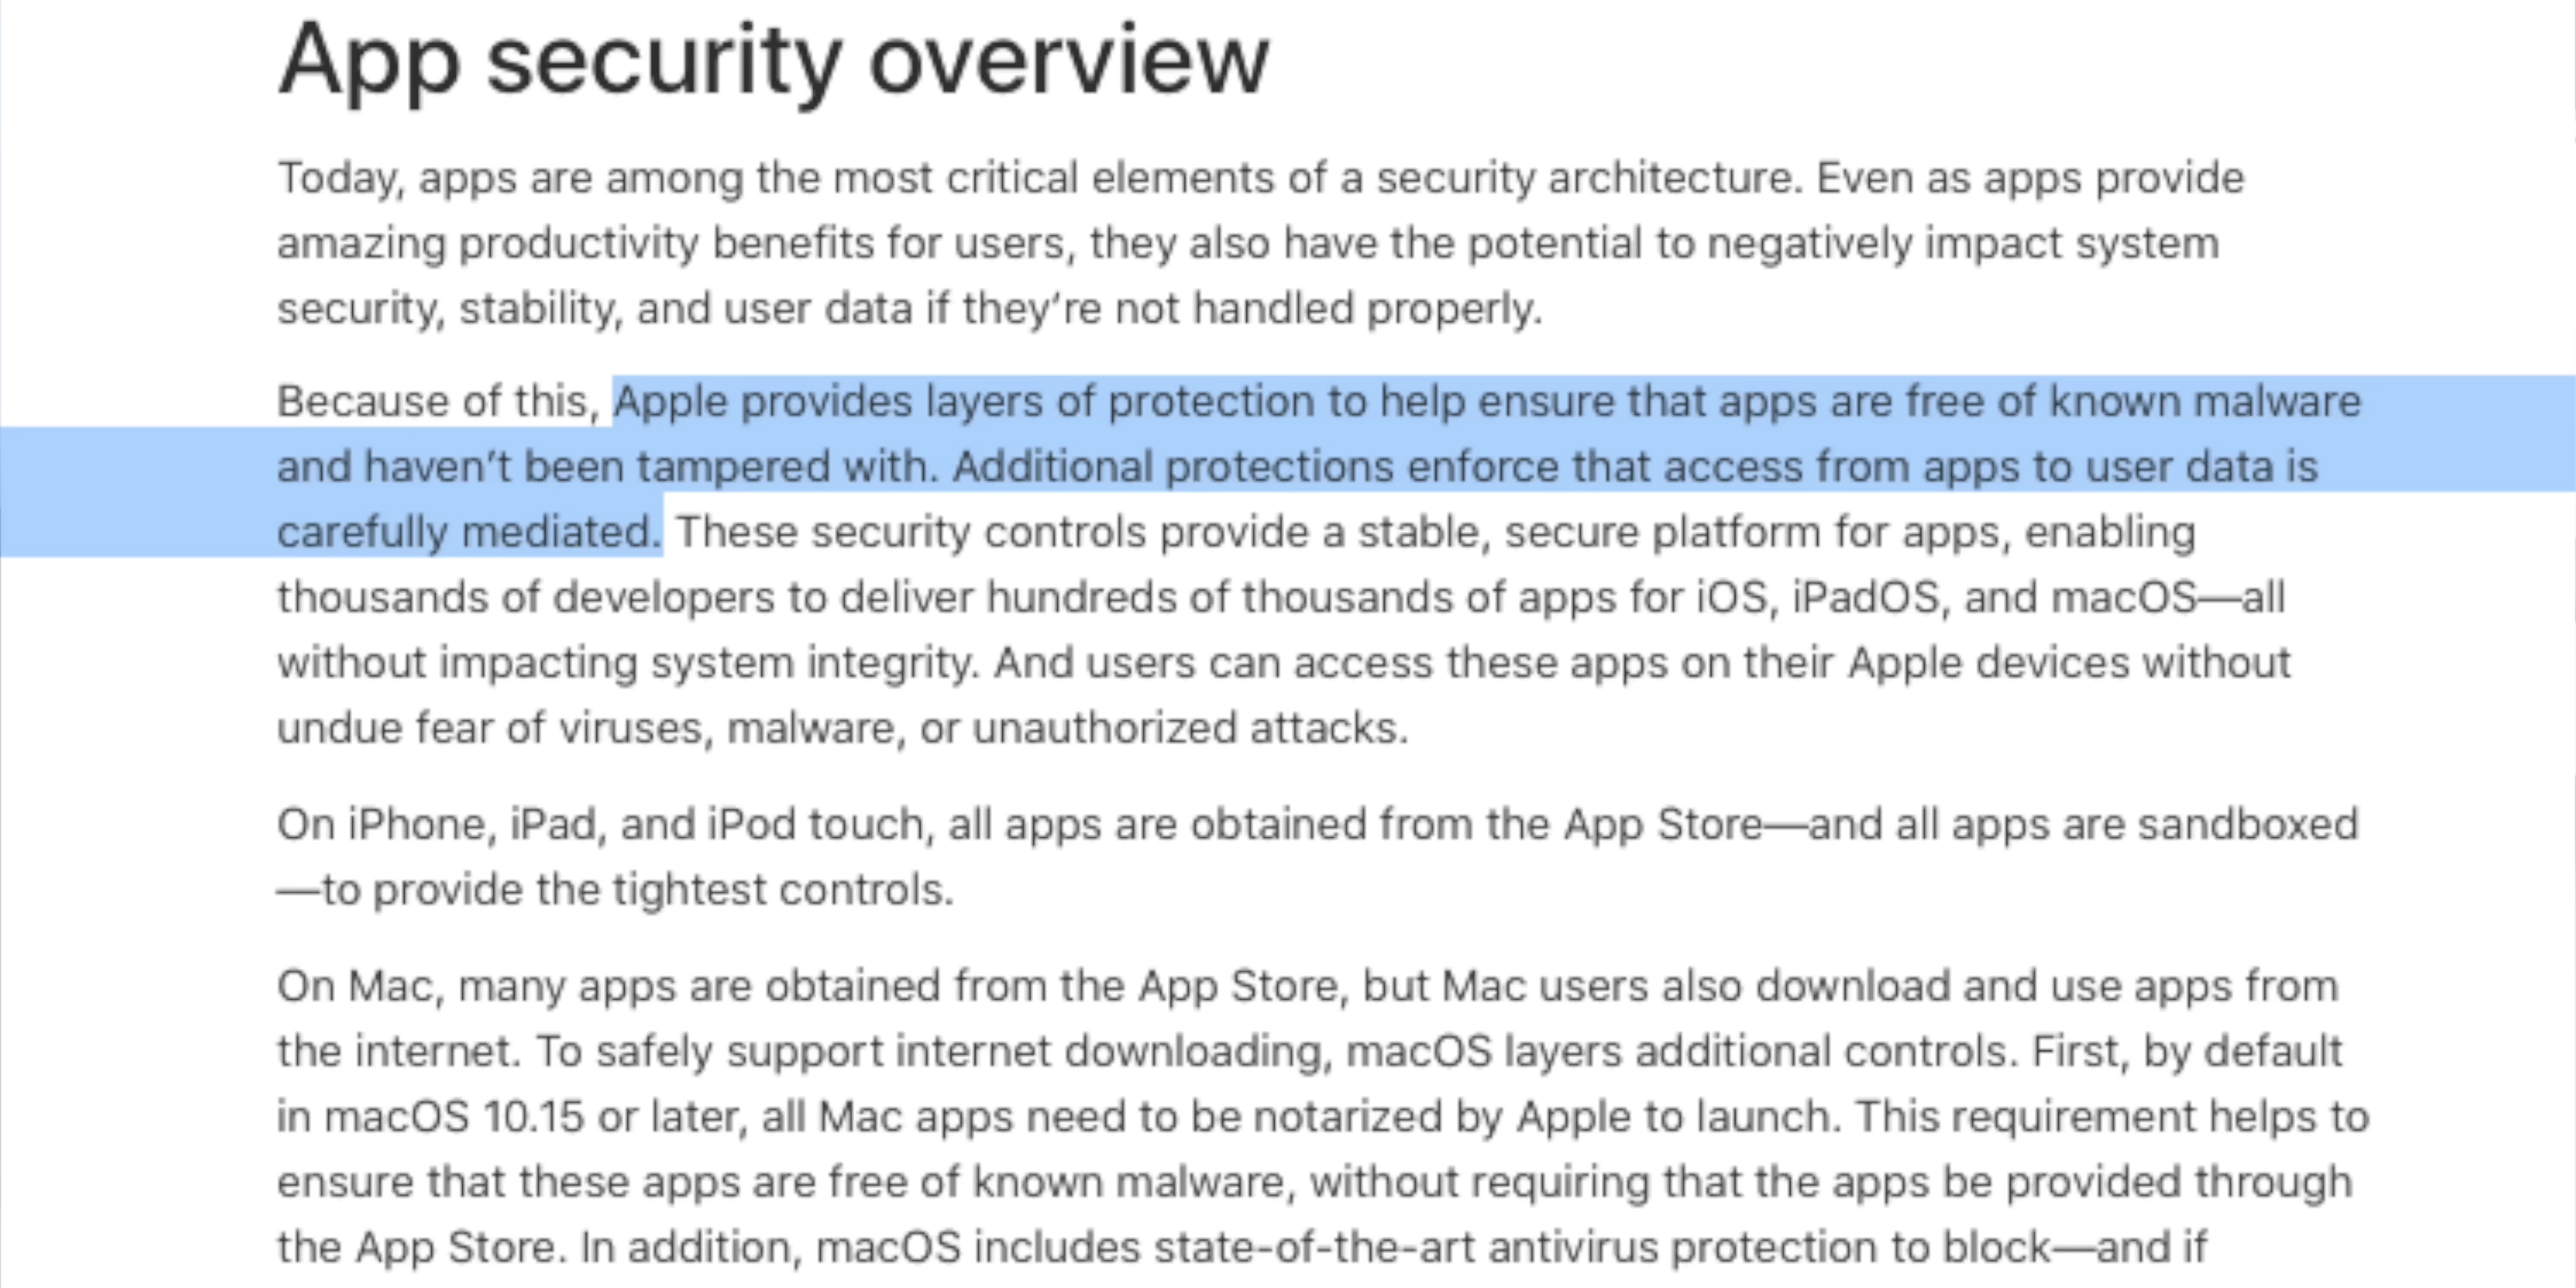 App security overview
Today, apps are among the most critical elements of a security architecture. Even as apps provide
amazing productivity benefits for users, they also have the potential to negatively impact system
security, stability, and user data if they’re not handled properly.
Because of this, Apple provides layers of protection to help ensure that apps are free of known malware
and haven’t been tampered with. Additional protections enforce that access from apps to user data is
carefully mediated. These security controls provide a stable, secure platform for apps, enabling
thousands of developers to deliver hundreds of thousands of apps for iOS, iPadOS, and macOS—all
without impacting system integrity. And users can access these apps on their Apple devices without
undue fear of viruses, malware, or unauthorized attacks.
On iPhone, iPad, and iPod touch, all apps are obtained from the App Store—and all apps are sandboxed
—to provide the tightest controls.
On Mac, many apps are obtained from the App Store, but Mac users also download and use apps from
the internet. To safely support internet downloading, macOS layers additional controls. First, by default
in macOS 10.15 or later, all Mac apps need to be notarized by Apple to launch. This requirement helps to
ensure that these apps are free of known malware, without requiring that the apps be provided through
the App Store. In addition, macOS includes state-of-the-art antivirus protection to block—and if